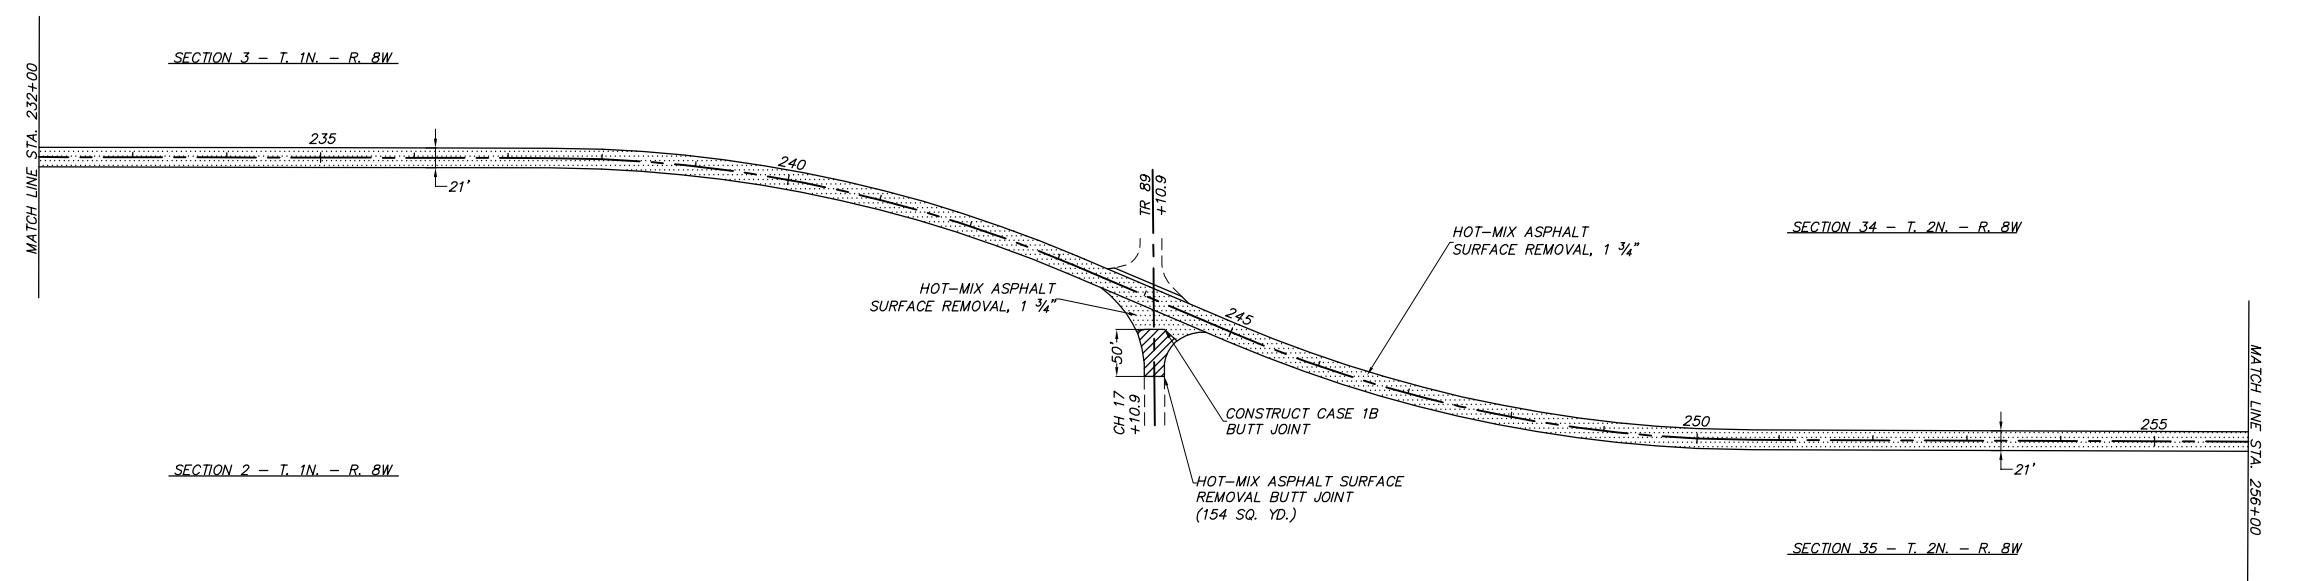 SECTION 3 – T. 1N. – R. 8W
MATCH LINE STA. 232+00
235
21'
240
TR 89
+10.9
HOT–MIX ASPHALT
SURFACE REMOVAL, 1 ¾"
SECTION 34 – T. 2N. – R. 8W
HOT–MIX ASPHALT
SURFACE REMOVAL, 1 ¾"
245
50'
CH 17
+10.9
CONSTRUCT CASE 1B
BUTT JOINT
250
255
21'
MATCH LINE STA. 256+00
SECTION 2 – T. 1N. – R. 8W
HOT–MIX ASPHALT SURFACE
REMOVAL BUTT JOINT
(154 SQ. YD.)
SECTION 35 – T. 2N. – R. 8W